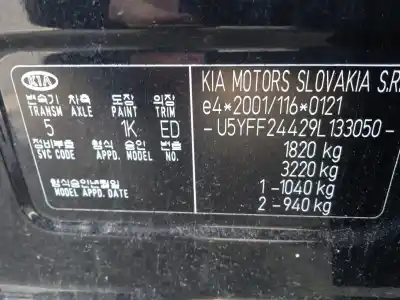 KIA
변속기 차축 도장 의장
TRANSM AXLE PAINT TRIM
5 1K ED
정비부호 형식 승인 번호
SVC CODE APPD. MODEL NO.
형식승인년월일
MODEL APPD. DATE
KIA MOTORS SLOVAKIA S.R
e4*2001/116*0121
- U5YFF24429L133050 -
1820 kg
3220 kg
1 - 1040 kg
2 - 940 kg